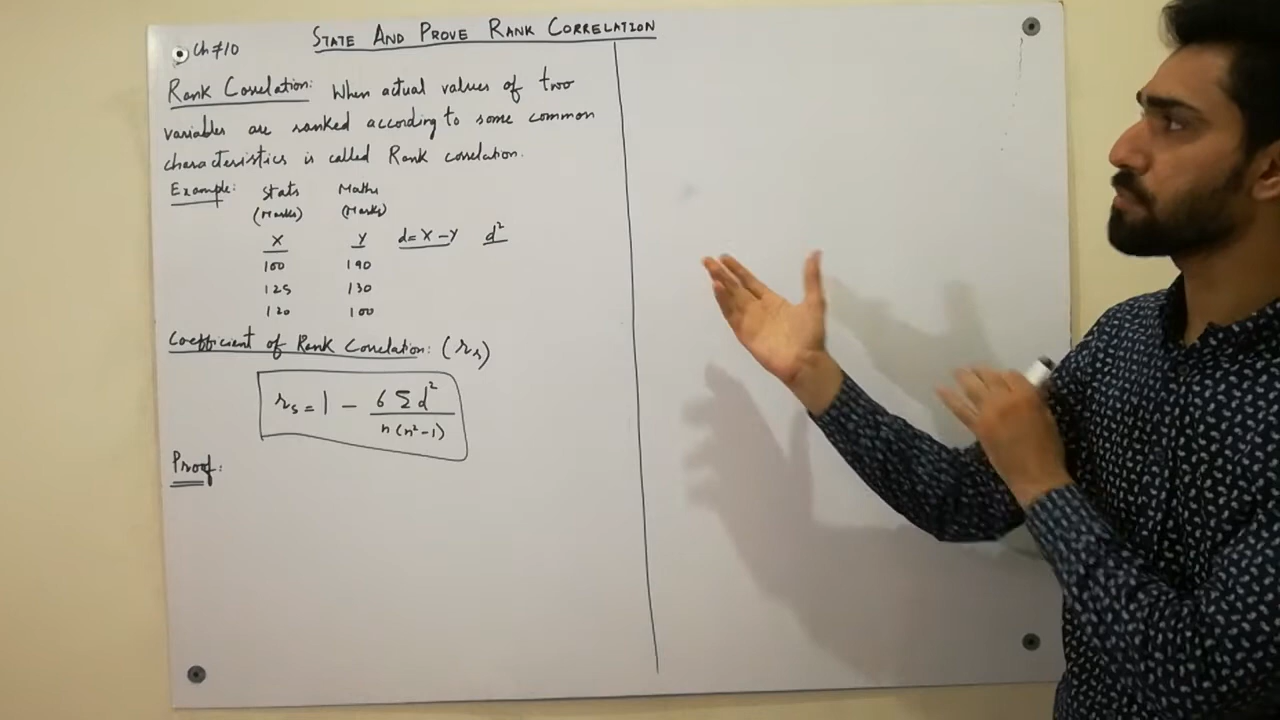 Ch # 10
STATE AND PROVE RANK CORRELATION
Rank Correlation: When actual values of two
variables are ranked according to some common
characteristics is called Rank correlation.
Example: Stats Maths
(Marks) (Marks)
X Y d=X-Y d²
100 190
125 130
120 100
Coefficient of Rank Correlation: (rₛ)
rₛ = 1 - 6 Σd² / n(n²-1)
Proof: